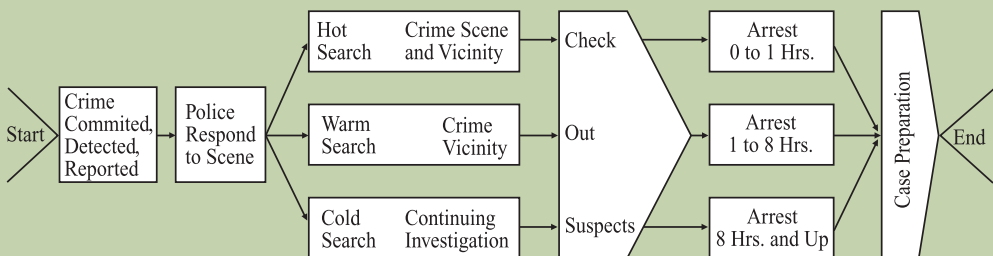 Start
Crime
Commited,
Detected,
Reported
Police
Respond
to Scene
Hot Search
Crime Scene and Vicinity
Warm Search
Crime Vicinity
Cold Search
Continuing Investigation
Check
Out
Suspects
Arrest
0 to 1 Hrs.
Arrest
1 to 8 Hrs.
Arrest
8 Hrs. and Up
Case Preparation
End